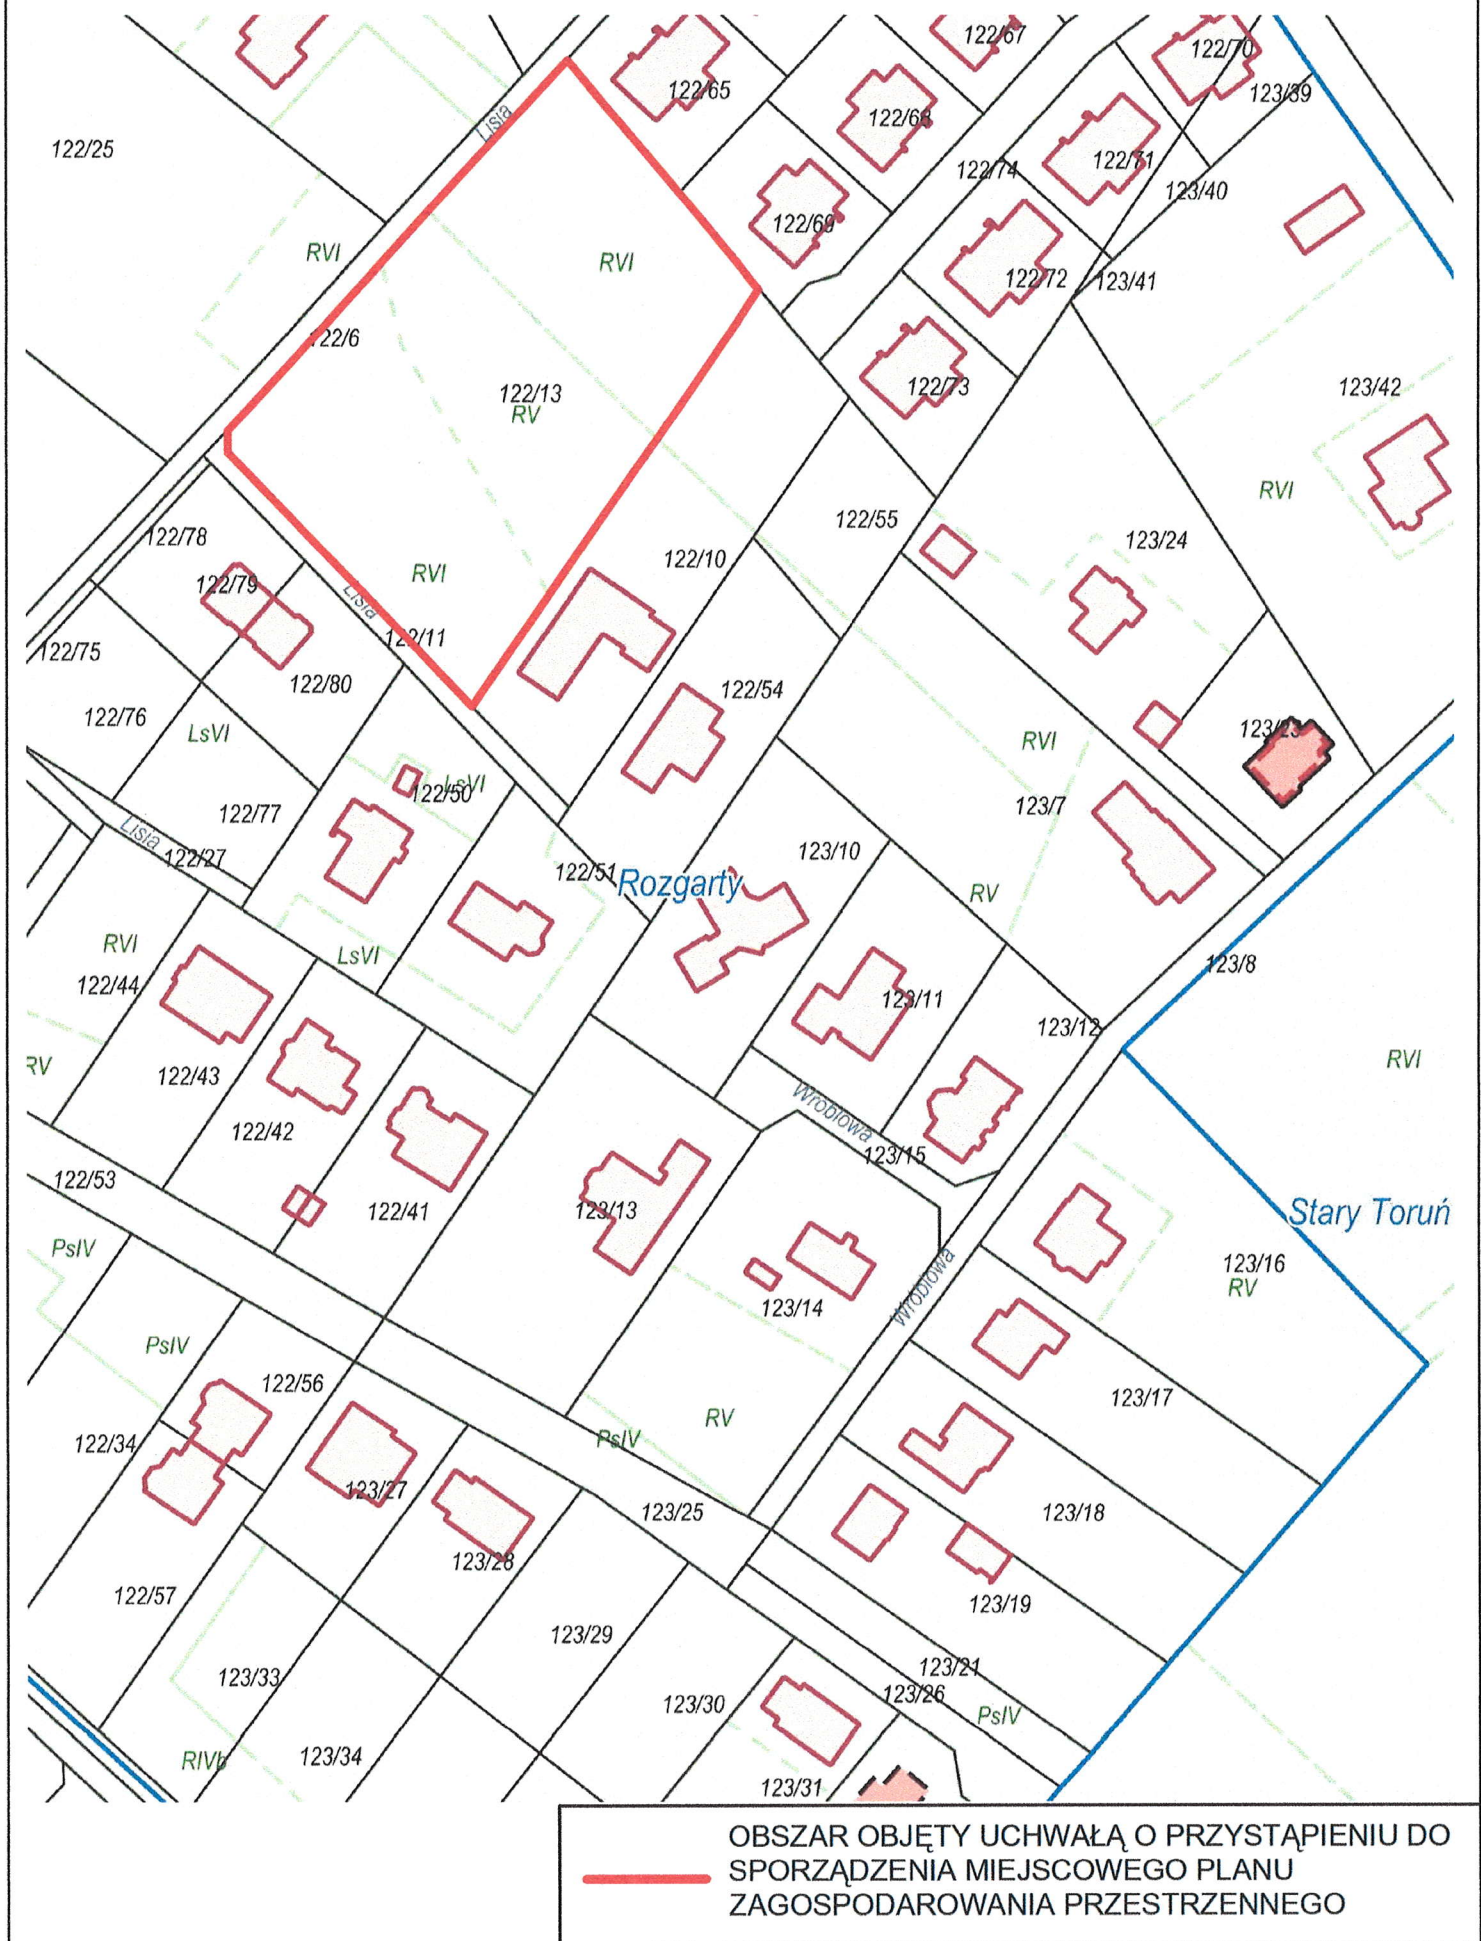 122/67
122/70
122/65
123/39
Lisia
122/68
122/25
122/74
122/71
123/40
122/69
RVI
RVI
122/72
123/41
122/6
122/73
123/42
122/13
RV
RVI
122/55
122/78
123/24
122/10
RVI
122/79
Lisia
122/11
122/75
122/80
122/54
122/76
LsVI
123/23
RVI
LsVI
122/50
123/7
122/77
Lisia
122/27
123/10
122/51
Rozgarty
RV
RVI
LsVI
123/8
122/44
123/11
123/12
RV
RVI
122/43
Wróblowa
122/42
123/15
122/53
122/41
123/13
Stary Toruń
PsIV
123/16
RV
Wróblowa
123/14
PsIV
122/56
123/17
RV
122/34
PsIV
123/27
123/25
123/18
123/28
122/57
123/19
123/29
123/21
123/33
123/26
123/30
PsIV
RIVb
123/34
123/31
OBSZAR OBJĘTY UCHWAŁĄ O PRZYSTĄPIENIU DO
SPORZĄDZENIA MIEJSCOWEGO PLANU
ZAGOSPODAROWANIA PRZESTRZENNEGO